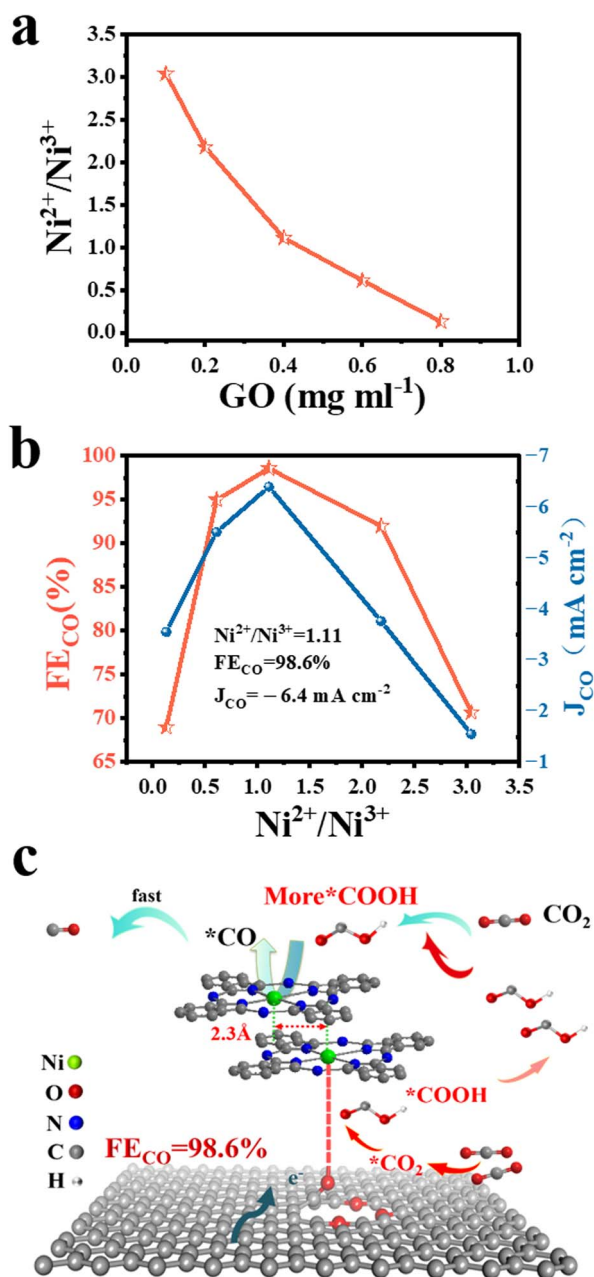 a
3.5
3.0
2.5
2.0
1.5
1.0
0.5
0.0
Ni²⁺/Ni³⁺
0.0 0.2 0.4 0.6 0.8 1.0
GO (mg ml⁻¹)
b
100
95
90
85
80
75
70
65
FE_CO(%)
−7
−6
−5
−4
−3
−2
−1
J_CO（mA cm⁻²）
Ni²⁺/Ni³⁺=1.11
FE_CO=98.6%
J_CO= − 6.4 mA cm⁻²
0.0 0.5 1.0 1.5 2.0 2.5 3.0 3.5
Ni²⁺/Ni³⁺
c
fast
More*COOH
CO₂
*CO
2.3Å
Ni
O
N
C
H
*COOH
*CO₂
FE_CO=98.6%
e⁻